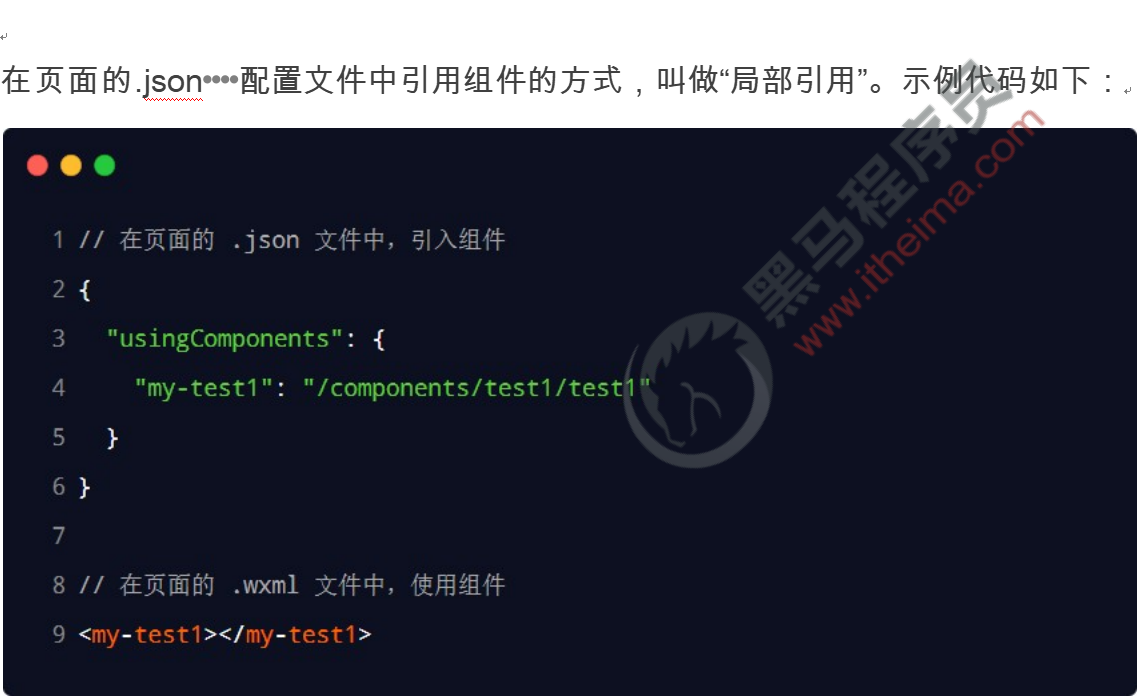 在页面的.json 配置文件中引用组件的方式，叫做“局部引用”。示例代码如下：
1 // 在页面的 .json 文件中，引入组件
2 {
3   "usingComponents": {
4     "my-test1": "/components/test1/test1"
5   }
6 }
7
8 // 在页面的 .wxml 文件中，使用组件
9 <my-test1></my-test1>
黑马程序员
www.itheima.com